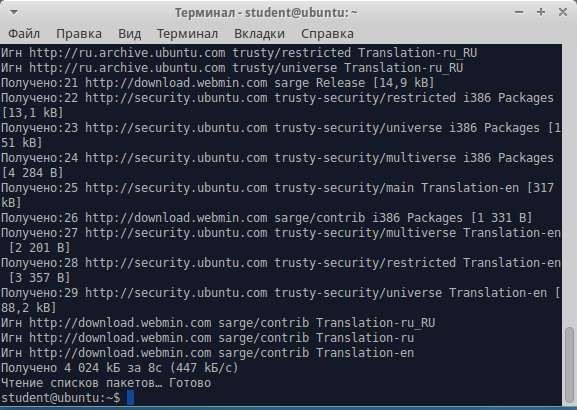 Терминал - student@ubuntu: ~
Файл Правка Вид Терминал Вкладки Справка
Игн http://ru.archive.ubuntu.com trusty/restricted Translation-ru_RU
Игн http://ru.archive.ubuntu.com trusty/universe Translation-ru_RU
Получено:21 http://download.webmin.com sarge Release [14,9 kB]
Получено:22 http://security.ubuntu.com trusty-security/restricted i386 Packages
[13,1 kB]
Получено:23 http://security.ubuntu.com trusty-security/universe i386 Packages [1
51 kB]
Получено:24 http://security.ubuntu.com trusty-security/multiverse i386 Packages
[4 284 B]
Получено:25 http://security.ubuntu.com trusty-security/main Translation-en [317
kB]
Получено:26 http://download.webmin.com sarge/contrib i386 Packages [1 331 B]
Получено:27 http://security.ubuntu.com trusty-security/multiverse Translation-en
[2 201 B]
Получено:28 http://security.ubuntu.com trusty-security/restricted Translation-en
[3 357 B]
Получено:29 http://security.ubuntu.com trusty-security/universe Translation-en [
88,2 kB]
Игн http://download.webmin.com sarge/contrib Translation-ru_RU
Игн http://download.webmin.com sarge/contrib Translation-ru
Игн http://download.webmin.com sarge/contrib Translation-en
Получено 4 024 kБ за 8с (447 kБ/c)
Чтение списков пакетов… Готово
student@ubuntu:~$